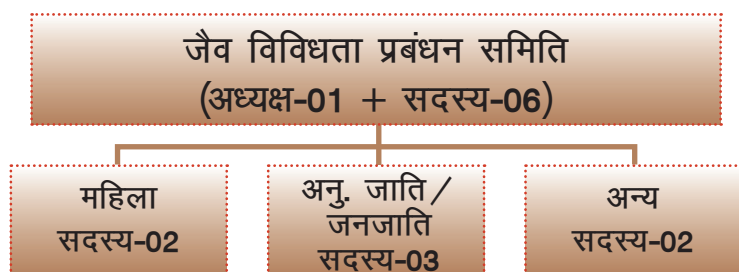 जैव विविधता प्रबंधन समिति
(अध्यक्ष-01 + सदस्य-06)
महिला
सदस्य-02
अनु. जाति/
जनजाति
सदस्य-03
अन्य
सदस्य-02